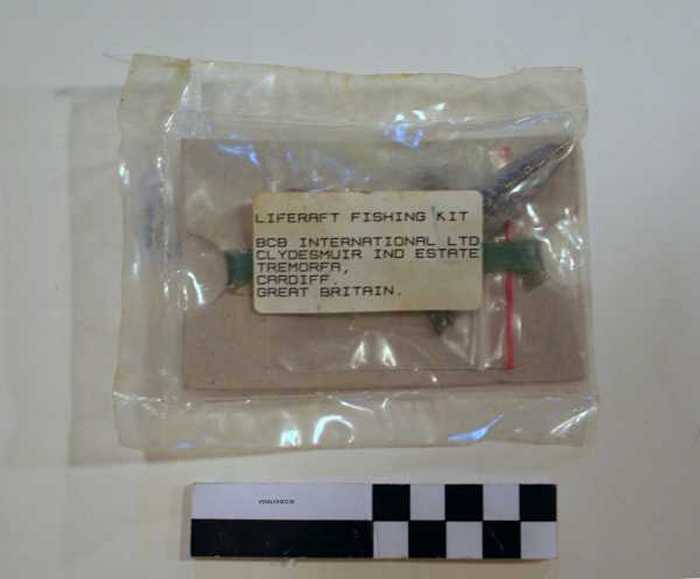 LIFERAFT FISHING KIT
BCB INTERNATIONAL LTD
CLYDESMUIR IND ESTATE
TREMORFA,
CARDIFF.
GREAT BRITAIN.